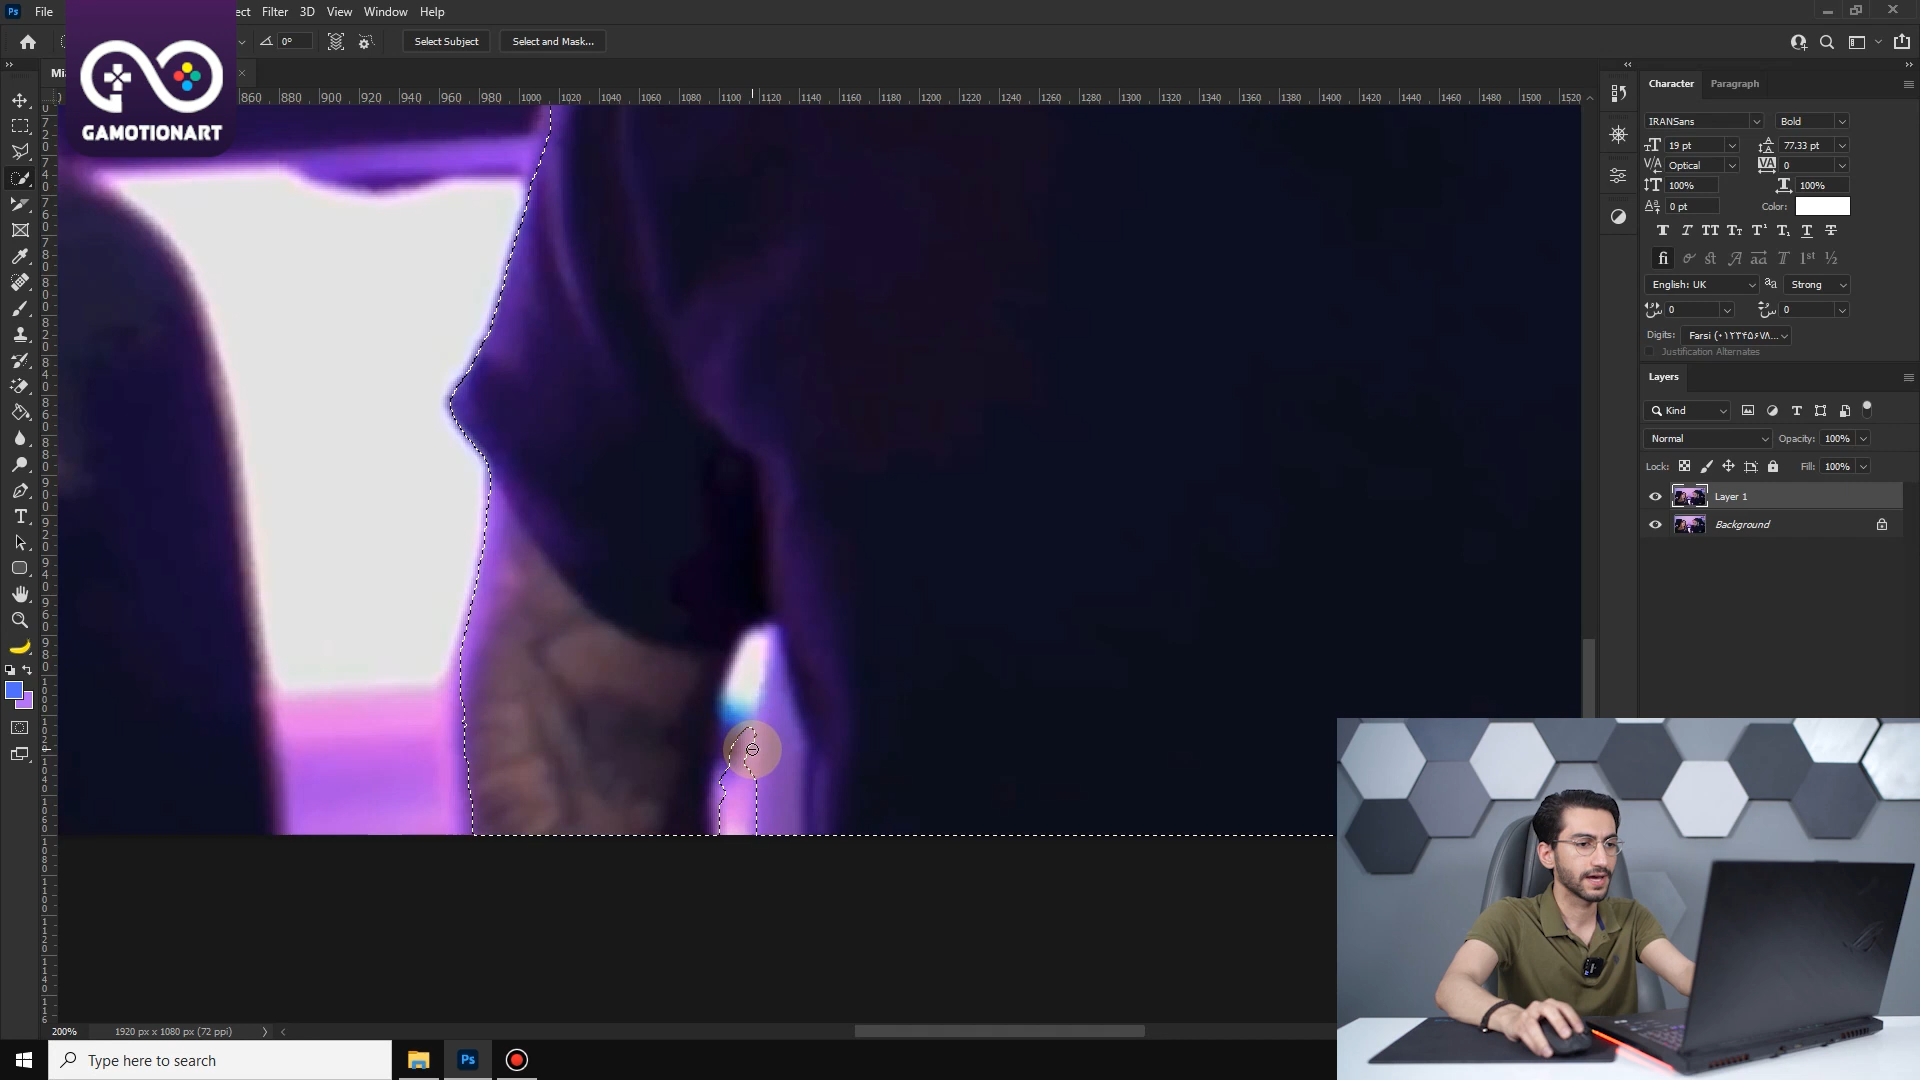 File
ect
Filter
3D
View
Window
Help
0°
Select Subject
Select and Mask...
GAMOTIONART
860 880 900 920 940 960 980 1000 1020 1040 1060 1080 1100 1120 1140 1160 1180 1200 1220 1240 1260 1280 1300 1320 1340 1360 1380 1400 1420 1440 1460 1480 1500 1520
Character
Paragraph
IRANSans
Bold
19 pt
77.33 pt
Optical
0
100%
100%
0 pt
Color:
English: UK
Strong
0
0
Digits:
Farsi (۰۱۲۳۴۵۶۷۸...
Justification Alternates
Layers
Kind
Normal
Opacity:
100%
Lock:
Fill:
100%
Layer 1
Background
200%
1920 px x 1080 px (72 ppi)
Type here to search
Ps